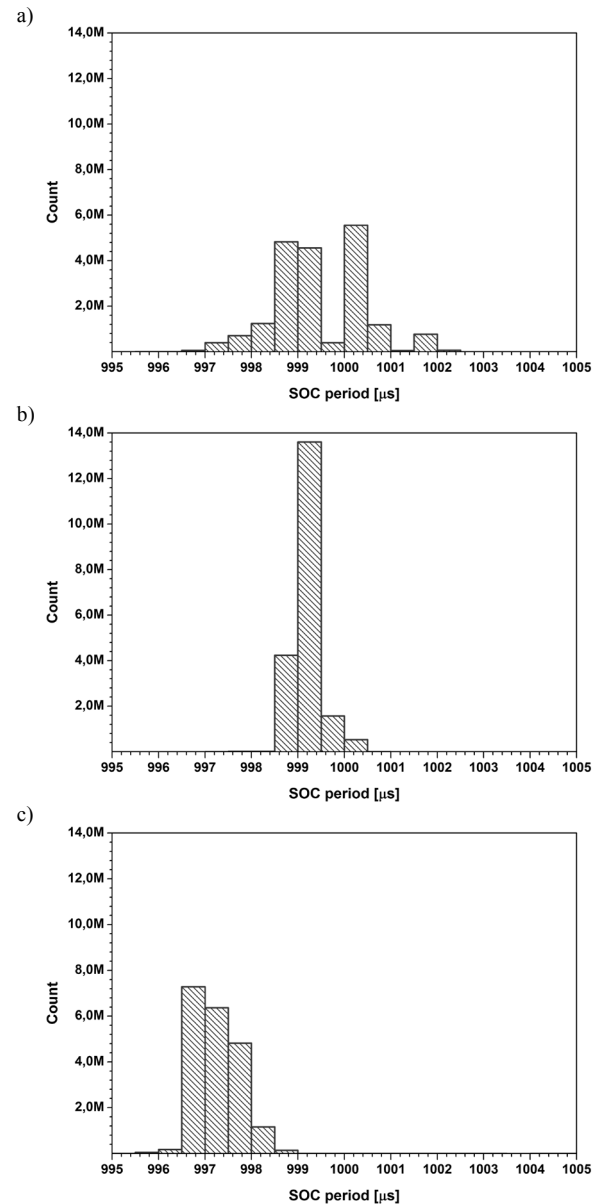 a)
14,0M
12,0M
10,0M
8,0M
6,0M
4,0M
2,0M
Count
995 996 997 998 999 1000 1001 1002 1003 1004 1005
SOC period [μs]
b)
14,0M
12,0M
10,0M
8,0M
6,0M
4,0M
2,0M
Count
995 996 997 998 999 1000 1001 1002 1003 1004 1005
SOC period [μs]
c)
14,0M
12,0M
10,0M
8,0M
6,0M
4,0M
2,0M
Count
995 996 997 998 999 1000 1001 1002 1003 1004 1005
SOC period [μs]